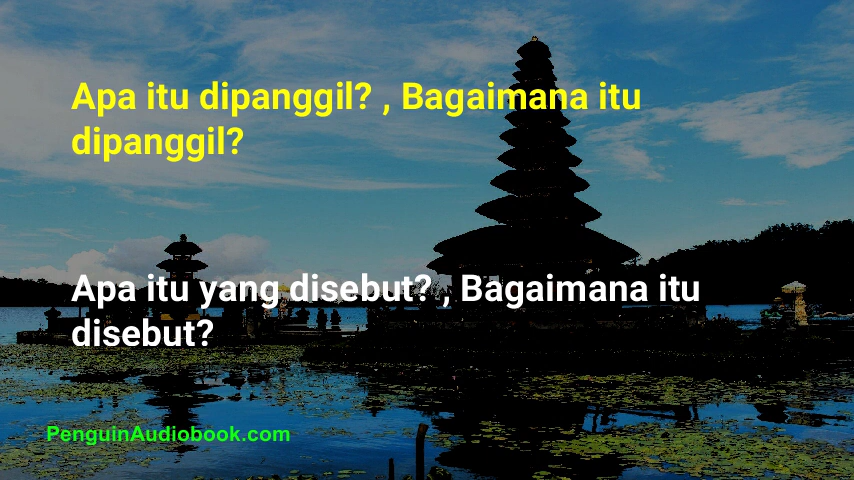 Apa itu dipanggil? , Bagaimana itu
dipanggil?
Apa itu yang disebut? , Bagaimana itu
disebut?
PenguinAudiobook.com